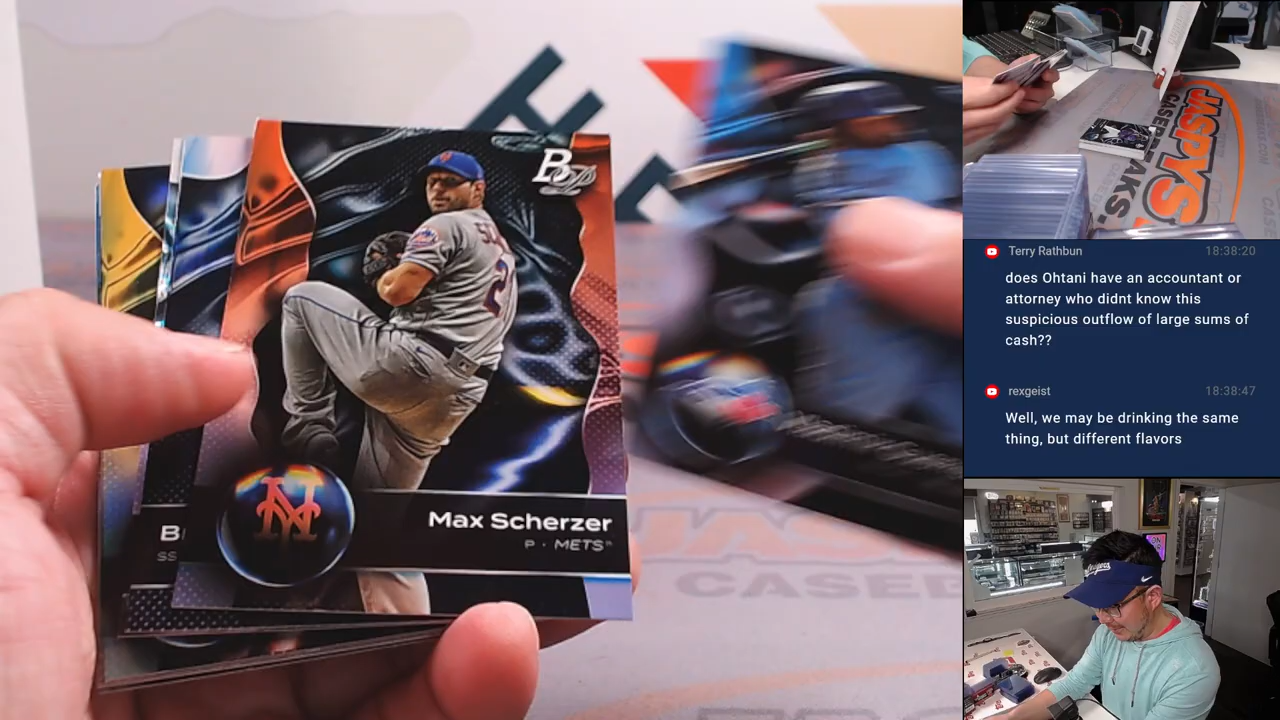 Max Scherzer
P · METS
B
SS
CASE
JASPYS
CASEBREAKS
Terry Rathbun 18:38:20
does Ohtani have an accountant or
attorney who didnt know this
suspicious outflow of large sums of
cash??
rexgeist 18:38:47
Well, we may be drinking the same
thing, but different flavors